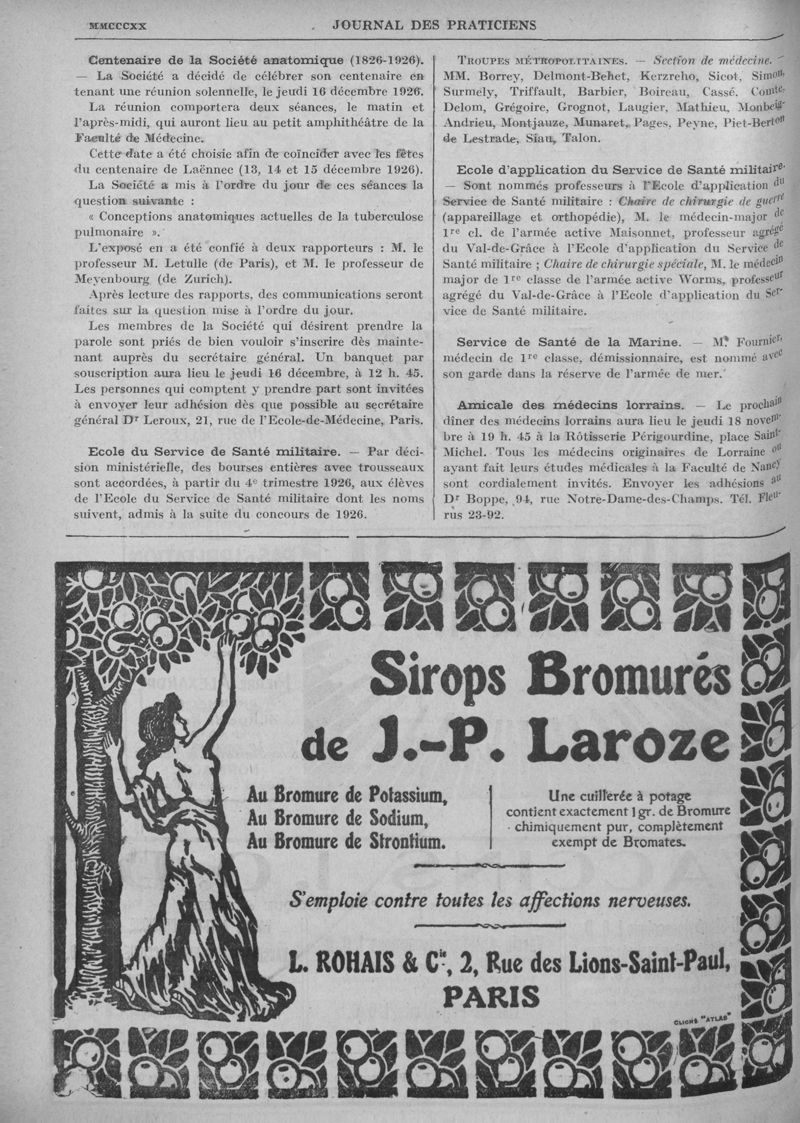 MMCCCXX
JOURNAL DES PRATICIENS
Centenaire de la Société anatomique (1826-1926).
— La Société a décidé de célébrer son centenaire en
tenant une réunion solennelle, le jeudi 16 décembre 1926.
La réunion comportera deux séances, le matin et
l'après-midi, qui auront lieu au petit amphithéâtre de la
Faculté de Médecine.
Cette date a été choisie afin de coïncider avec les fêtes
du centenaire de Laënnec (13, 14 et 15 décembre 1926).
La Société a mis à l'ordre du jour de ces séances la
question suivante :
« Conceptions anatomiques actuelles de la tuberculose
pulmonaire ».
L'exposé en a été confié à deux rapporteurs : M. le
professeur M. Letulle (de Paris), et M. le professeur de
Meyenbourg (de Zurich).
Après lecture des rapports, des communications seront
faites sur la question mise à l'ordre du jour.
Les membres de la Société qui désirent prendre la
parole sont priés de bien vouloir s'inscrire dès mainte-
nant auprès du secrétaire général. Un banquet par
souscription aura lieu le jeudi 16 décembre, à 12 h. 45.
Les personnes qui comptent y prendre part sont invitées
à envoyer leur adhésion dès que possible au secrétaire
général Dr Leroux, 21, rue de l'Ecole-de-Médecine, Paris.
Ecole du Service de Santé militaire. — Par déci-
sion ministérielle, des bourses entières avec trousseaux
sont accordées, à partir du 4e trimestre 1926, aux élèves
de l'Ecole du Service de Santé militaire dont les noms
suivent, admis à la suite du concours de 1926.
TROUPES MÉTROPOLITAINES. — Section de médecine. —
MM. Borrey, Delmont-Behet, Kerzreho, Sicot, Simon,
Surmely, Triffault, Barbier, Boireau, Cassé, Comte-
Delom, Grégoire, Grognot, Laugier, Mathieu, Monbeig-
Andrieu, Montjauze, Munaret, Pages, Peyne, Piet-Berton
de Lestrade, Siau, Talon.
Ecole d'application du Service de Santé militaire.
— Sont nommés professeurs à l'Ecole d'application du
Service de Santé militaire : Chaire de chirurgie de guerre
(appareillage et orthopédie), M. le médecin-major de
1re cl. de l'armée active Maisonnet, professeur agrégé
du Val-de-Grâce à l'Ecole d'application du Service de
Santé militaire ; Chaire de chirurgie spéciale, M. le médecin
major de 1re classe de l'armée active Worms, professeur
agrégé du Val-de-Grâce à l'Ecole d'application du Ser-
vice de Santé militaire.
Service de Santé de la Marine. — M. Fournier,
médecin de 1re classe, démissionnaire, est nommé avec
son garde dans la réserve de l'armée de mer.
Amicale des médecins lorrains. — Le prochain
dîner des médecins lorrains aura lieu le jeudi 18 novem-
bre à 19 h. 45 à la Rôtisserie Périgourdine, place Saint-
Michel. Tous les médecins originaires de Lorraine ou
ayant fait leurs études médicales à la Faculté de Nancy
sont cordialement invités. Envoyer les adhésions au
Dr Boppe, 94, rue Notre-Dame-des-Champs. Tél. Fleu-
rus 23-92.
Sirops Bromurés
de J.-P. Laroze
Au Bromure de Potassium,
Au Bromure de Sodium,
Au Bromure de Strontium.
Une cuillerée à potage
contient exactement 1 gr. de Bromure
chimiquement pur, complètement
exempt de Bromates.
S'emploie contre toutes les affections nerveuses.
L. ROHAIS & Cie, 2, Rue des Lions-Saint-Paul,
PARIS
CLICHÉ "ATLAS"